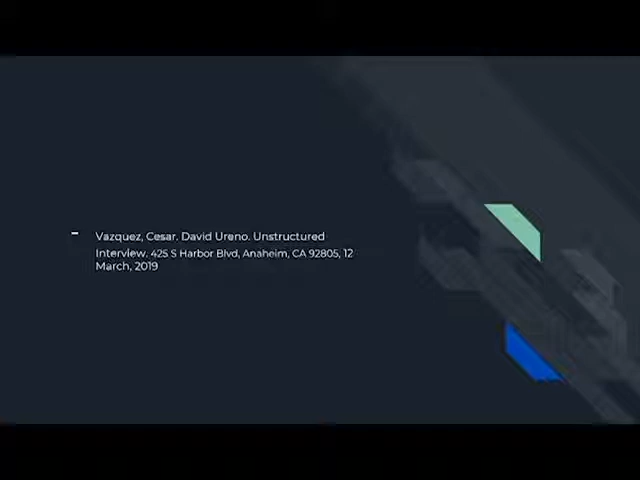 - Vazquez, Cesar. David Ureno. Unstructured
Interview. 425 S Harbor Blvd, Anaheim, CA 92805, 12
March, 2019